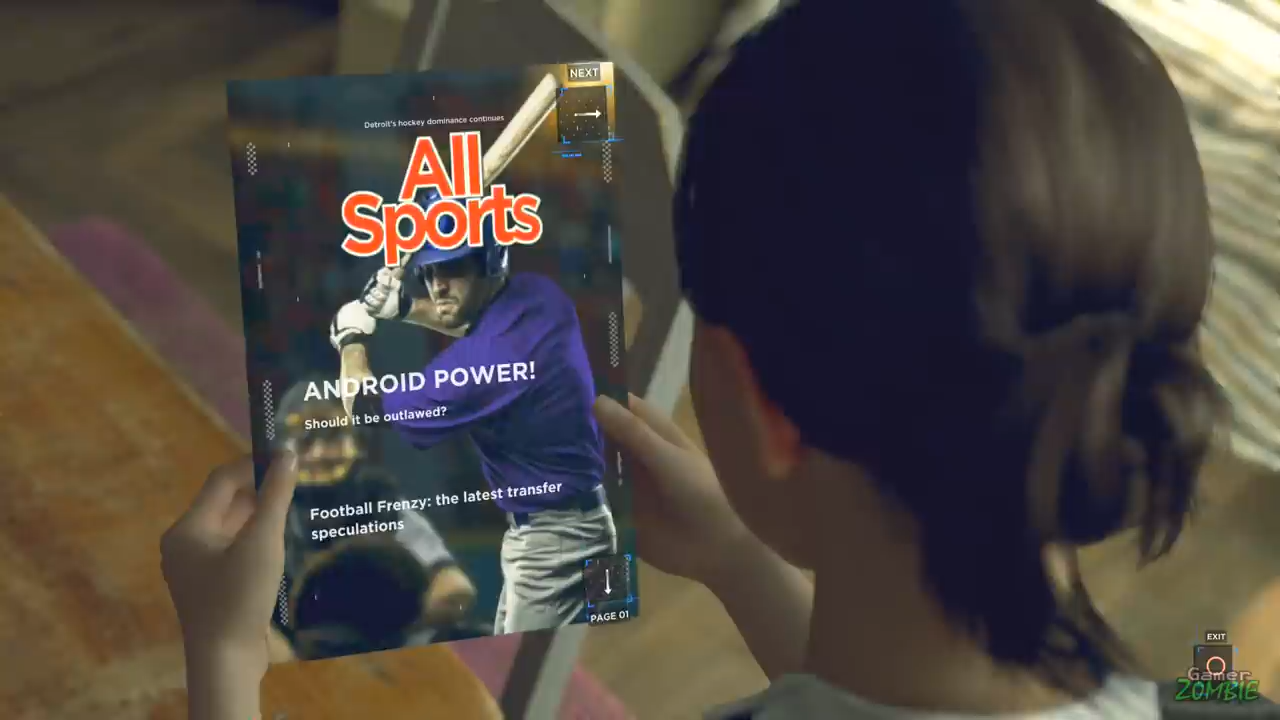 NEXT
Detroit's hockey dominance continues
All
Sports
ANDROID POWER!
Should it be outlawed?
Football Frenzy: the latest transfer
speculations
PAGE 01
EXIT
Gamer
ZOMBIE